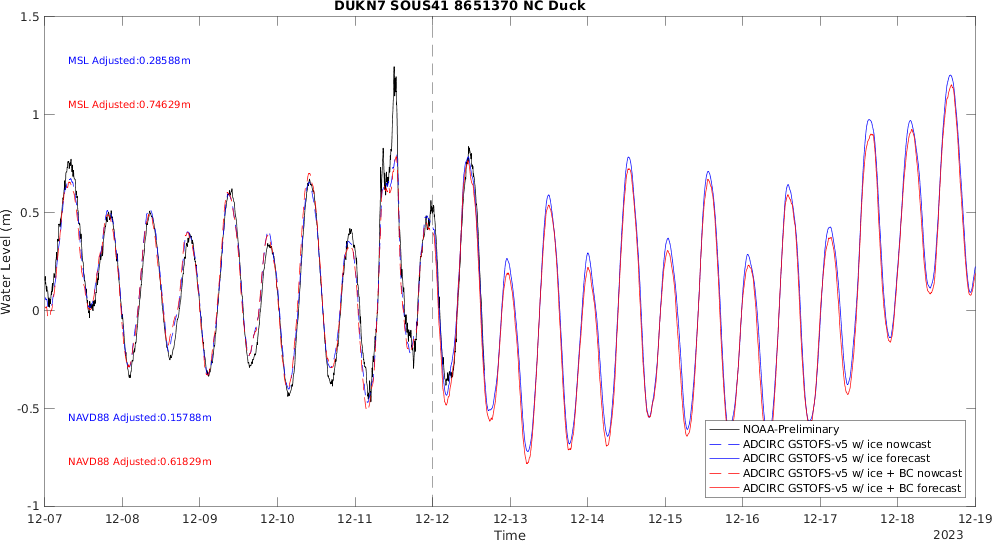 DUKN7 SOUS41 8651370 NC Duck
1.5
MSL Adjusted:0.28588m
MSL Adjusted:0.74629m
1
0.5
Water Level (m)
0
-0.5
NAVD88 Adjusted:0.15788m
NAVD88 Adjusted:0.61829m
NOAA-Preliminary
ADCIRC GSTOFS-v5 w/ ice nowcast
ADCIRC GSTOFS-v5 w/ ice forecast
ADCIRC GSTOFS-v5 w/ ice + BC nowcast
ADCIRC GSTOFS-v5 w/ ice + BC forecast
-1
12-07 12-08 12-09 12-10 12-11 12-12 12-13 12-14 12-15 12-16 12-17 12-18 12-19
Time
2023